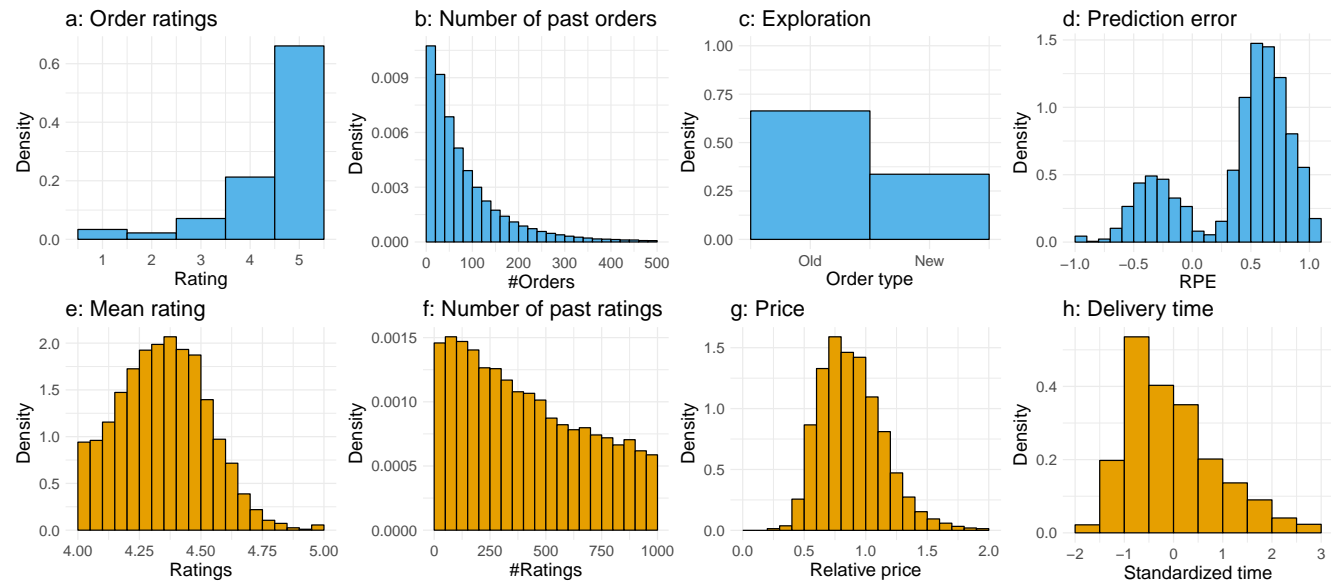 a: Order ratings
Density
0.0
0.2
0.4
0.6
1 2 3 4 5
Rating
b: Number of past orders
Density
0.000
0.003
0.006
0.009
0 100 200 300 400 500
#Orders
c: Exploration
Density
0.00
0.25
0.50
0.75
1.00
Old New
Order type
d: Prediction error
Density
0.0
0.5
1.0
1.5
−1.0 −0.5 0.0 0.5 1.0
RPE
e: Mean rating
Density
0.0
0.5
1.0
1.5
2.0
4.00 4.25 4.50 4.75 5.00
Ratings
f: Number of past ratings
Density
0.0000
0.0005
0.0010
0.0015
0 250 500 750 1000
#Ratings
g: Price
Density
0.0
0.5
1.0
1.5
0.0 0.5 1.0 1.5 2.0
Relative price
h: Delivery time
Density
0.0
0.2
0.4
−2 −1 0 1 2 3
Standardized time